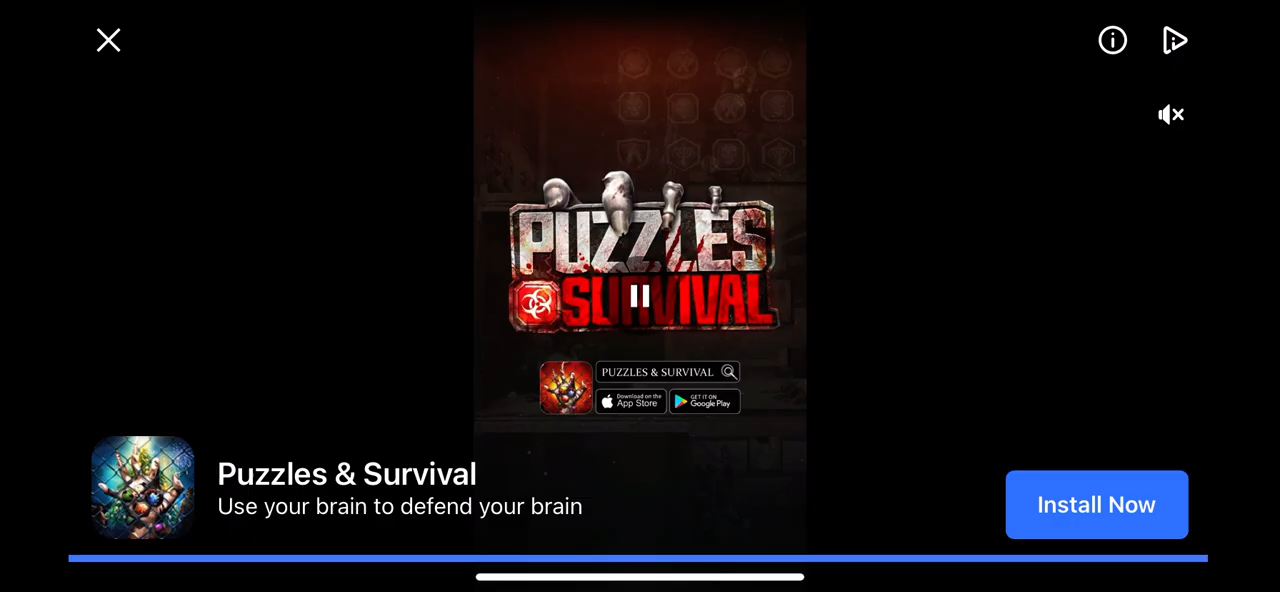 PUZZLES
SURVIVAL
PUZZLES & SURVIVAL
Download on the
App Store
GET IT ON
Google Play
Puzzles & Survival
Use your brain to defend your brain
Install Now